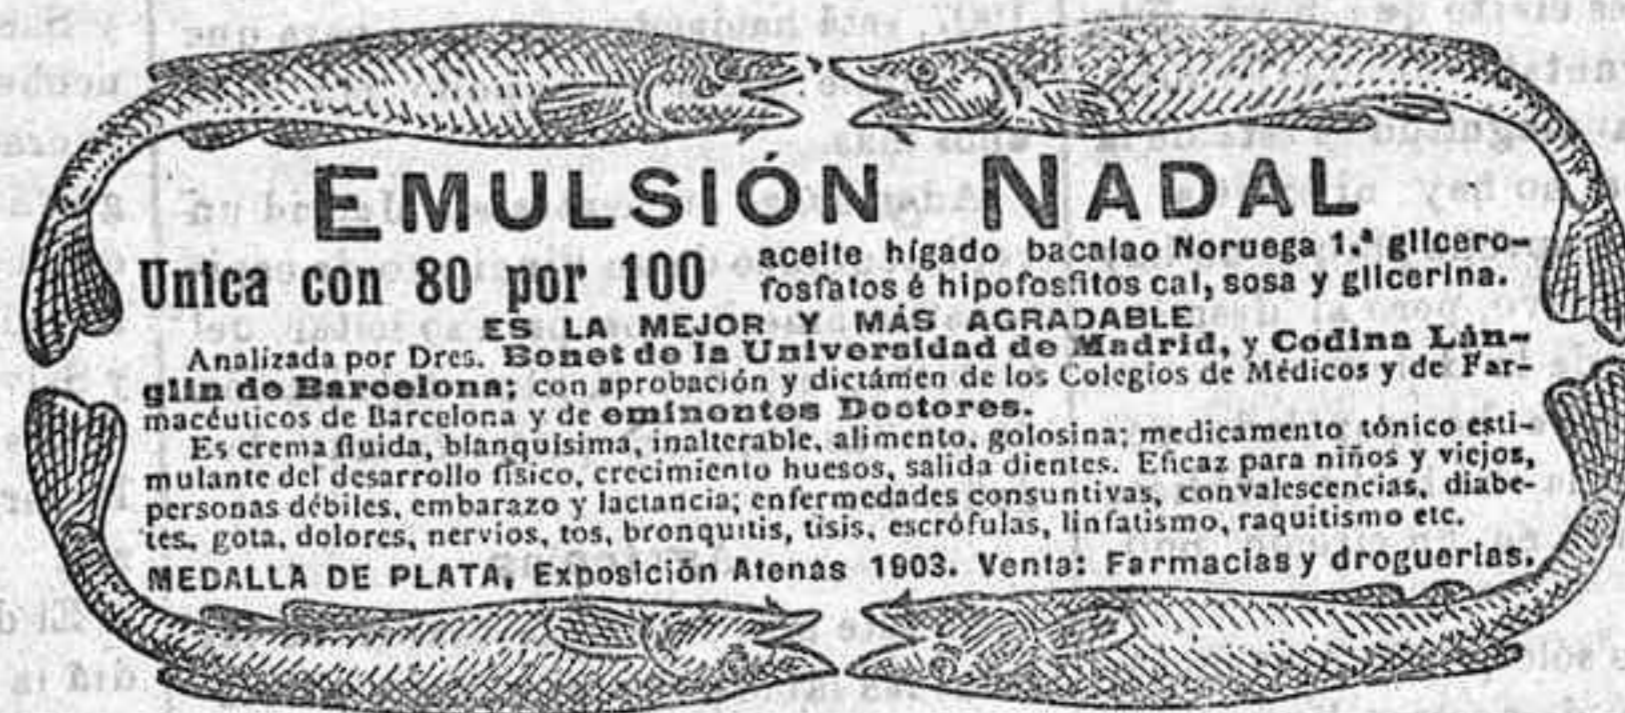 EMULSIÓN NADAL
Unica con 80 por 100 aceite hígado bacalao Noruega 1.ª glicero-
fosfatos é hipofosfitos cal, sosa y glicerina.
ES LA MEJOR Y MÁS AGRADABLE
Analizada por Dres. Bonet de la Universidad de Madrid, y Codina Län-
glin de Barcelona; con aprobación y dictámen de los Colegios de Médicos y de Far-
macéuticos de Barcelona y de eminentes Doctores.
Es crema fluida, blanquísima, inalterable, alimento, golosina; medicamento tónico esti-
mulante del desarrollo físico, crecimiento huesos, salida dientes. Eficaz para niños y viejos,
personas débiles, embarazo y lactancia; enfermedades consuntivas, convalescencias, diabe-
tes, gota, dolores, nervios, tos, bronquitis, tisis, escrófulas, linfatismo, raquitismo etc.
MEDALLA DE PLATA, Exposición Atenas 1903. Venta: Farmacias y droguerias.